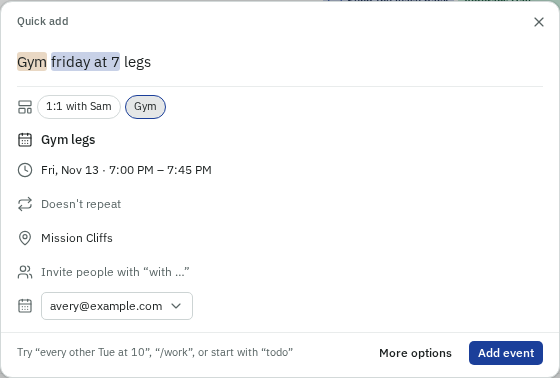 Quick add
Gym friday at 7 legs
1:1 with Sam Gym
Gym legs
Fri, Nov 13 · 7:00 PM – 7:45 PM
Doesn't repeat
Mission Cliffs
Invite people with “with ...”
avery@example.com
Try “every other Tue at 10”, “/work”, or start with “todo” More options Add event